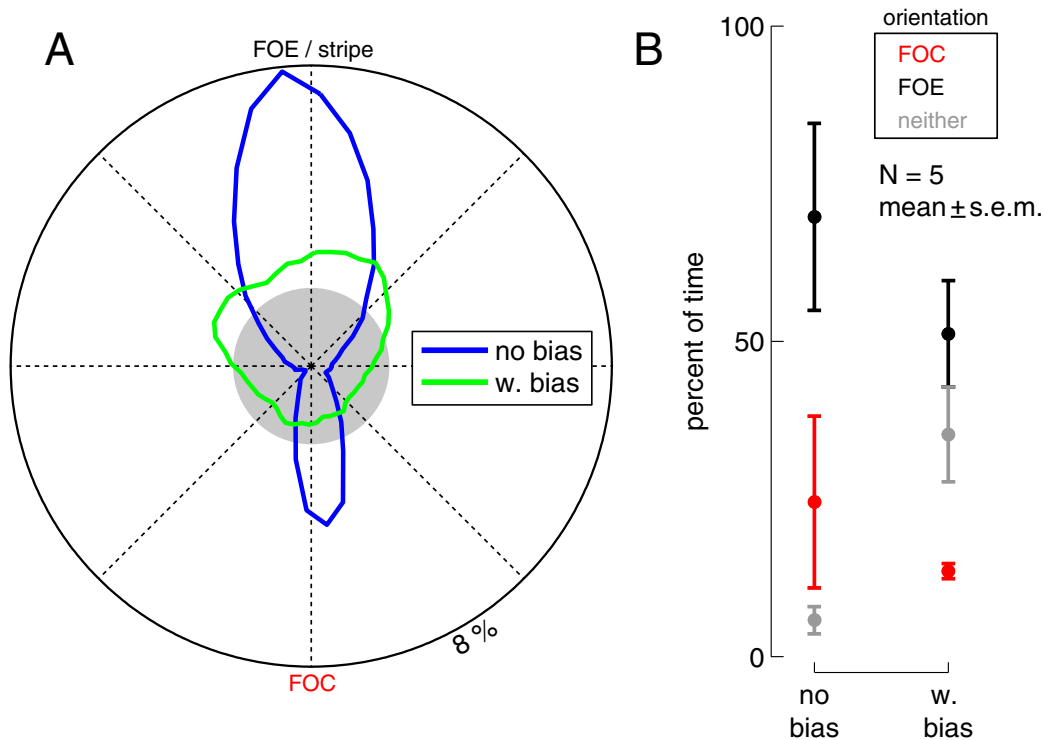 A
FOE / stripe
no bias
w. bias
8 %
FOC
B
orientation
FOC
FOE
neither
N = 5
mean ± s.e.m.
percent of time
100
50
0
no
bias
w.
bias